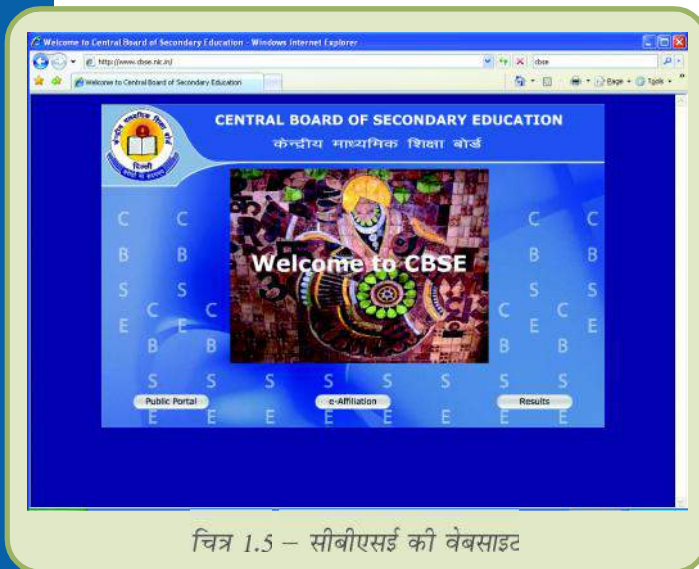 Welcome to Central Board of Secondary Education - Windows Internet Explorer
http://www.cbse.nic.in/
cbse
Welcome to Central Board of Secondary Education
Page
Tools
CENTRAL BOARD OF SECONDARY EDUCATION
केन्द्रीय माध्यमिक शिक्षा बोर्ड
Welcome to CBSE
C B S E
C B S E
C B S E
C B S E
C B S E
C B S E
C B S E
C B S E
S S S S
E E E E
Public Portal
e-Affiliation
Results
चित्र 1.5 – सीबीएसई की वेबसाइट